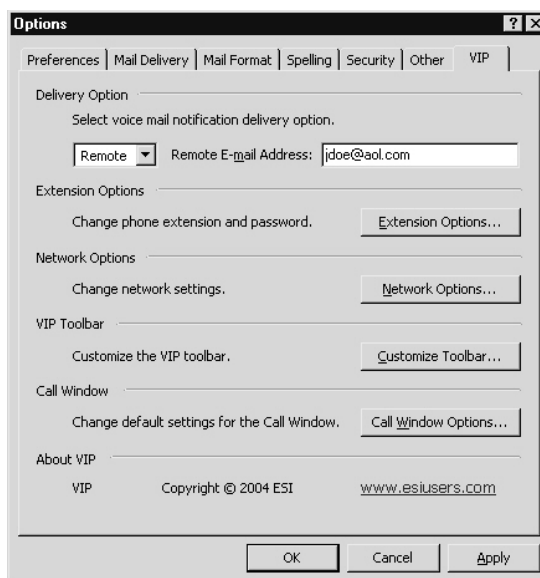 Options
Preferences Mail Delivery Mail Format Spelling Security Other VIP
Delivery Option
Select voice mail notification delivery option.
Remote Remote E-mail Address: jdoe@aol.com
Extension Options
Change phone extension and password. Extension Options...
Network Options
Change network settings. Network Options...
VIP Toolbar
Customize the VIP toolbar. Customize Toolbar...
Call Window
Change default settings for the Call Window. Call Window Options...
About VIP
VIP Copyright © 2004 ESI www.esiusers.com
OK Cancel Apply